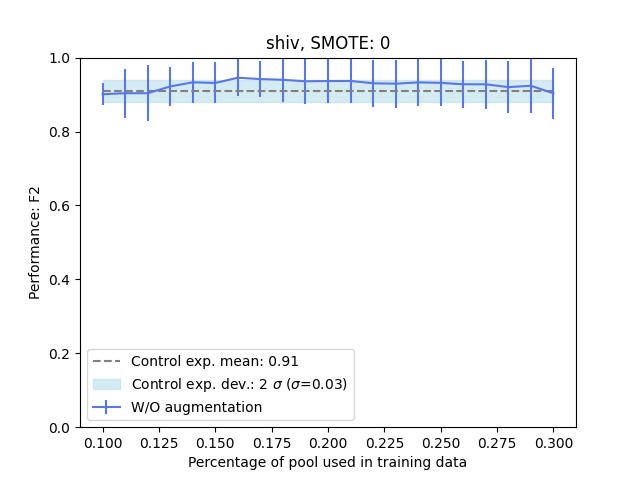 shiv, SMOTE: 0
1.0
0.8
0.6
0.4
0.2
0.0
Performance: F2
Control exp. mean: 0.91
Control exp. dev.: 2 σ (σ=0.03)
W/O augmentation
0.100 0.125 0.150 0.175 0.200 0.225 0.250 0.275 0.300
Percentage of pool used in training data